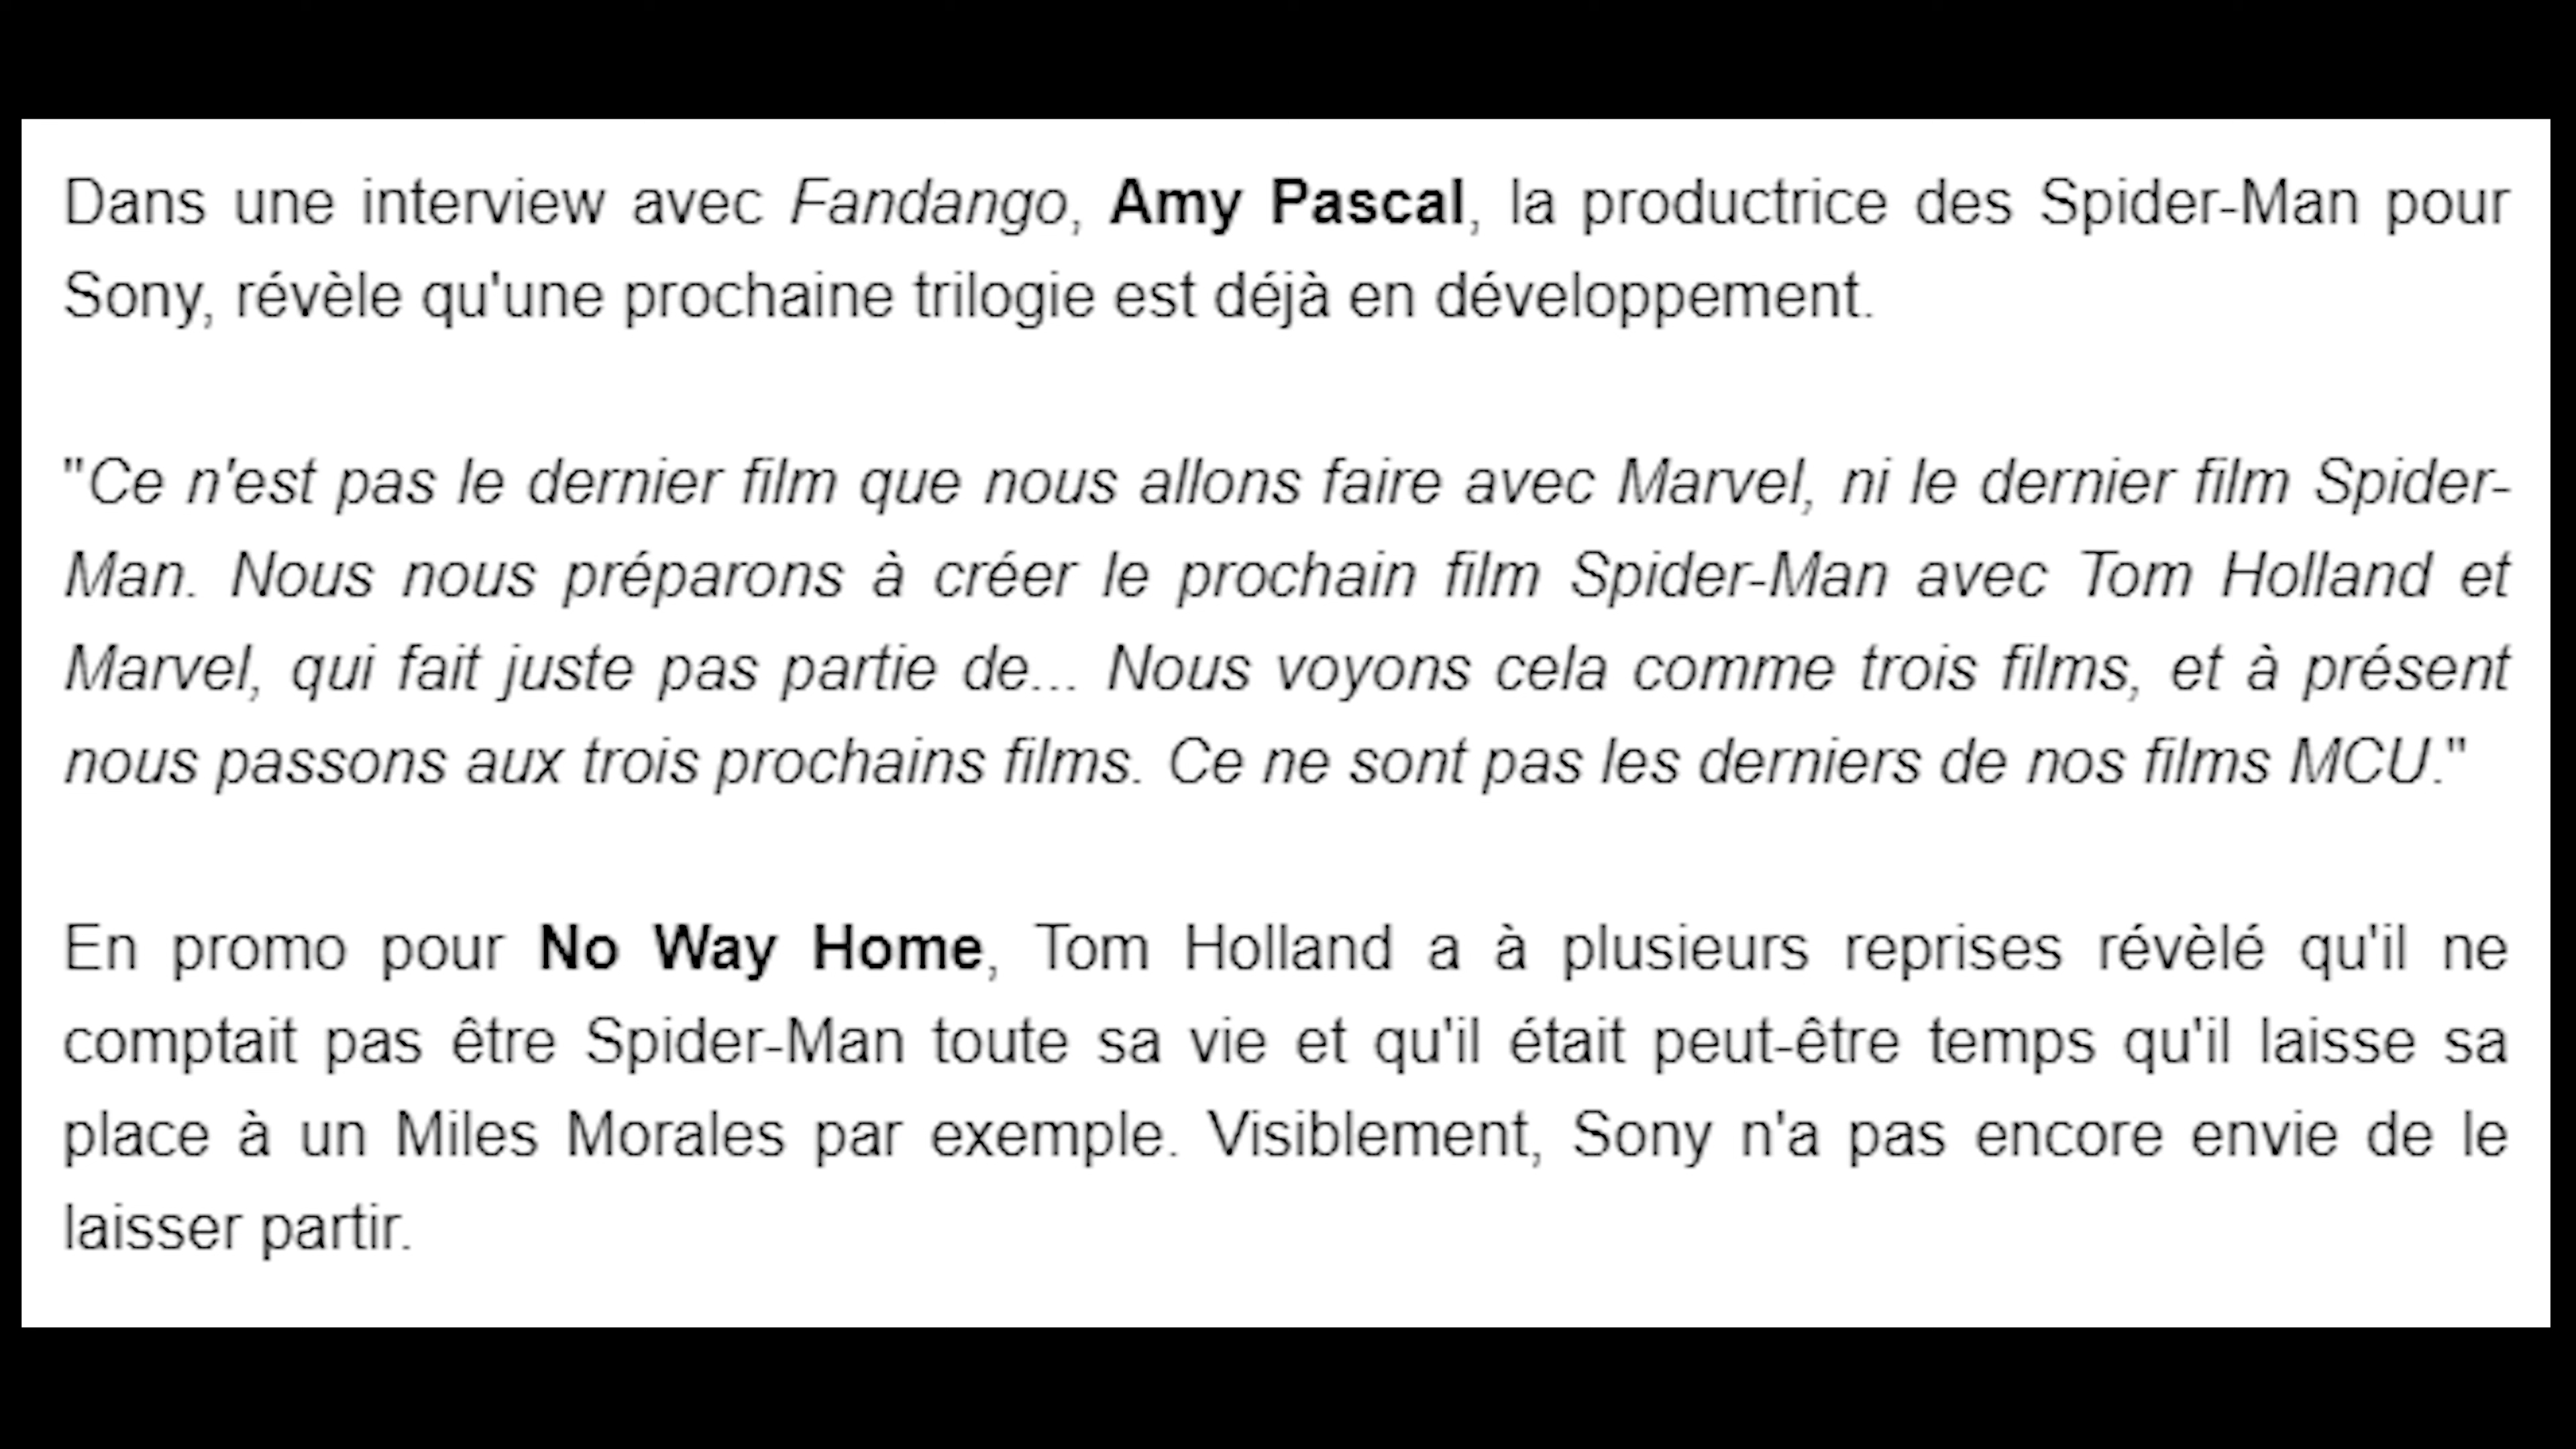 Dans une interview avec Fandango, Amy Pascal, la productrice des Spider-Man pour
Sony, révèle qu'une prochaine trilogie est déjà en développement.
"Ce n'est pas le dernier film que nous allons faire avec Marvel, ni le dernier film Spider-
Man. Nous nous préparons à créer le prochain film Spider-Man avec Tom Holland et
Marvel, qui fait juste pas partie de... Nous voyons cela comme trois films, et à présent
nous passons aux trois prochains films. Ce ne sont pas les derniers de nos films MCU."
En promo pour No Way Home, Tom Holland a à plusieurs reprises révèlé qu'il ne
comptait pas être Spider-Man toute sa vie et qu'il était peut-être temps qu'il laisse sa
place à un Miles Morales par exemple. Visiblement, Sony n'a pas encore envie de le
laisser partir.